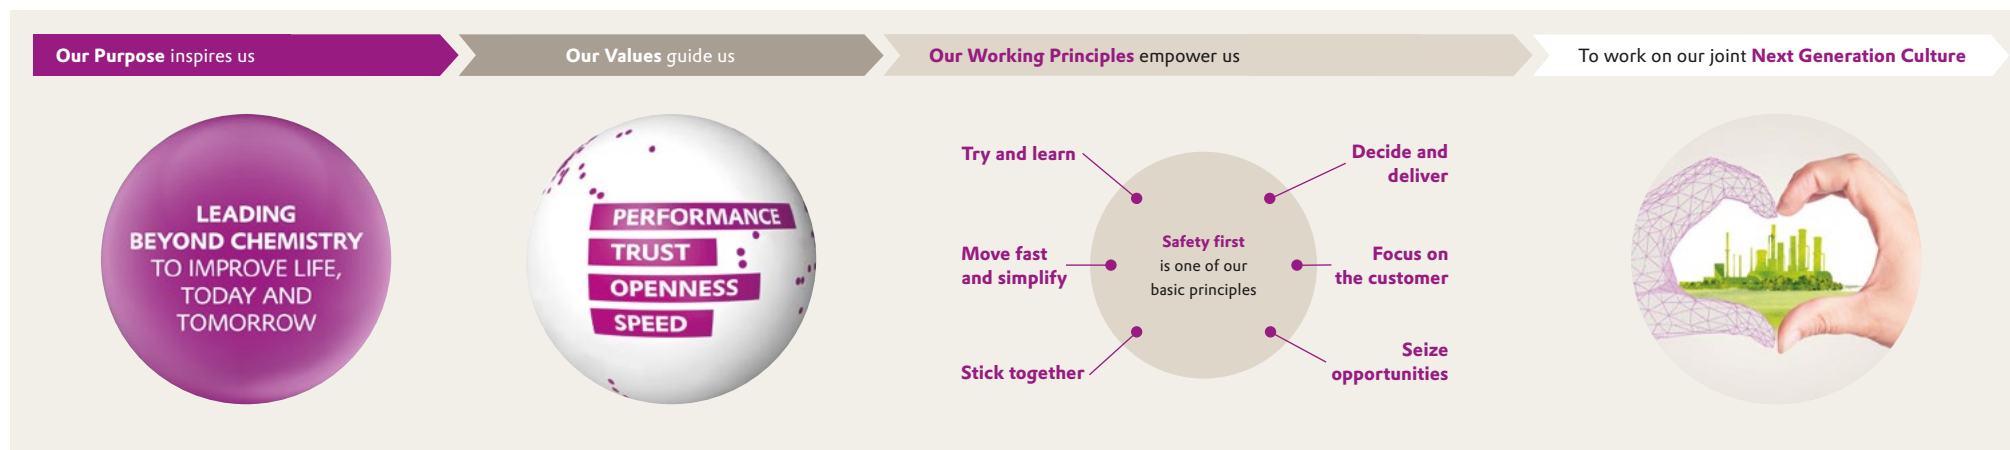 Our Purpose inspires us
Our Values guide us
Our Working Principles empower us
To work on our joint Next Generation Culture
LEADING
BEYOND CHEMISTRY
TO IMPROVE LIFE,
TODAY AND
TOMORROW
PERFORMANCE
TRUST
OPENNESS
SPEED
Try and learn
Move fast
and simplify
Stick together
Safety first
is one of our
basic principles
Decide and
deliver
Focus on
the customer
Seize
opportunities